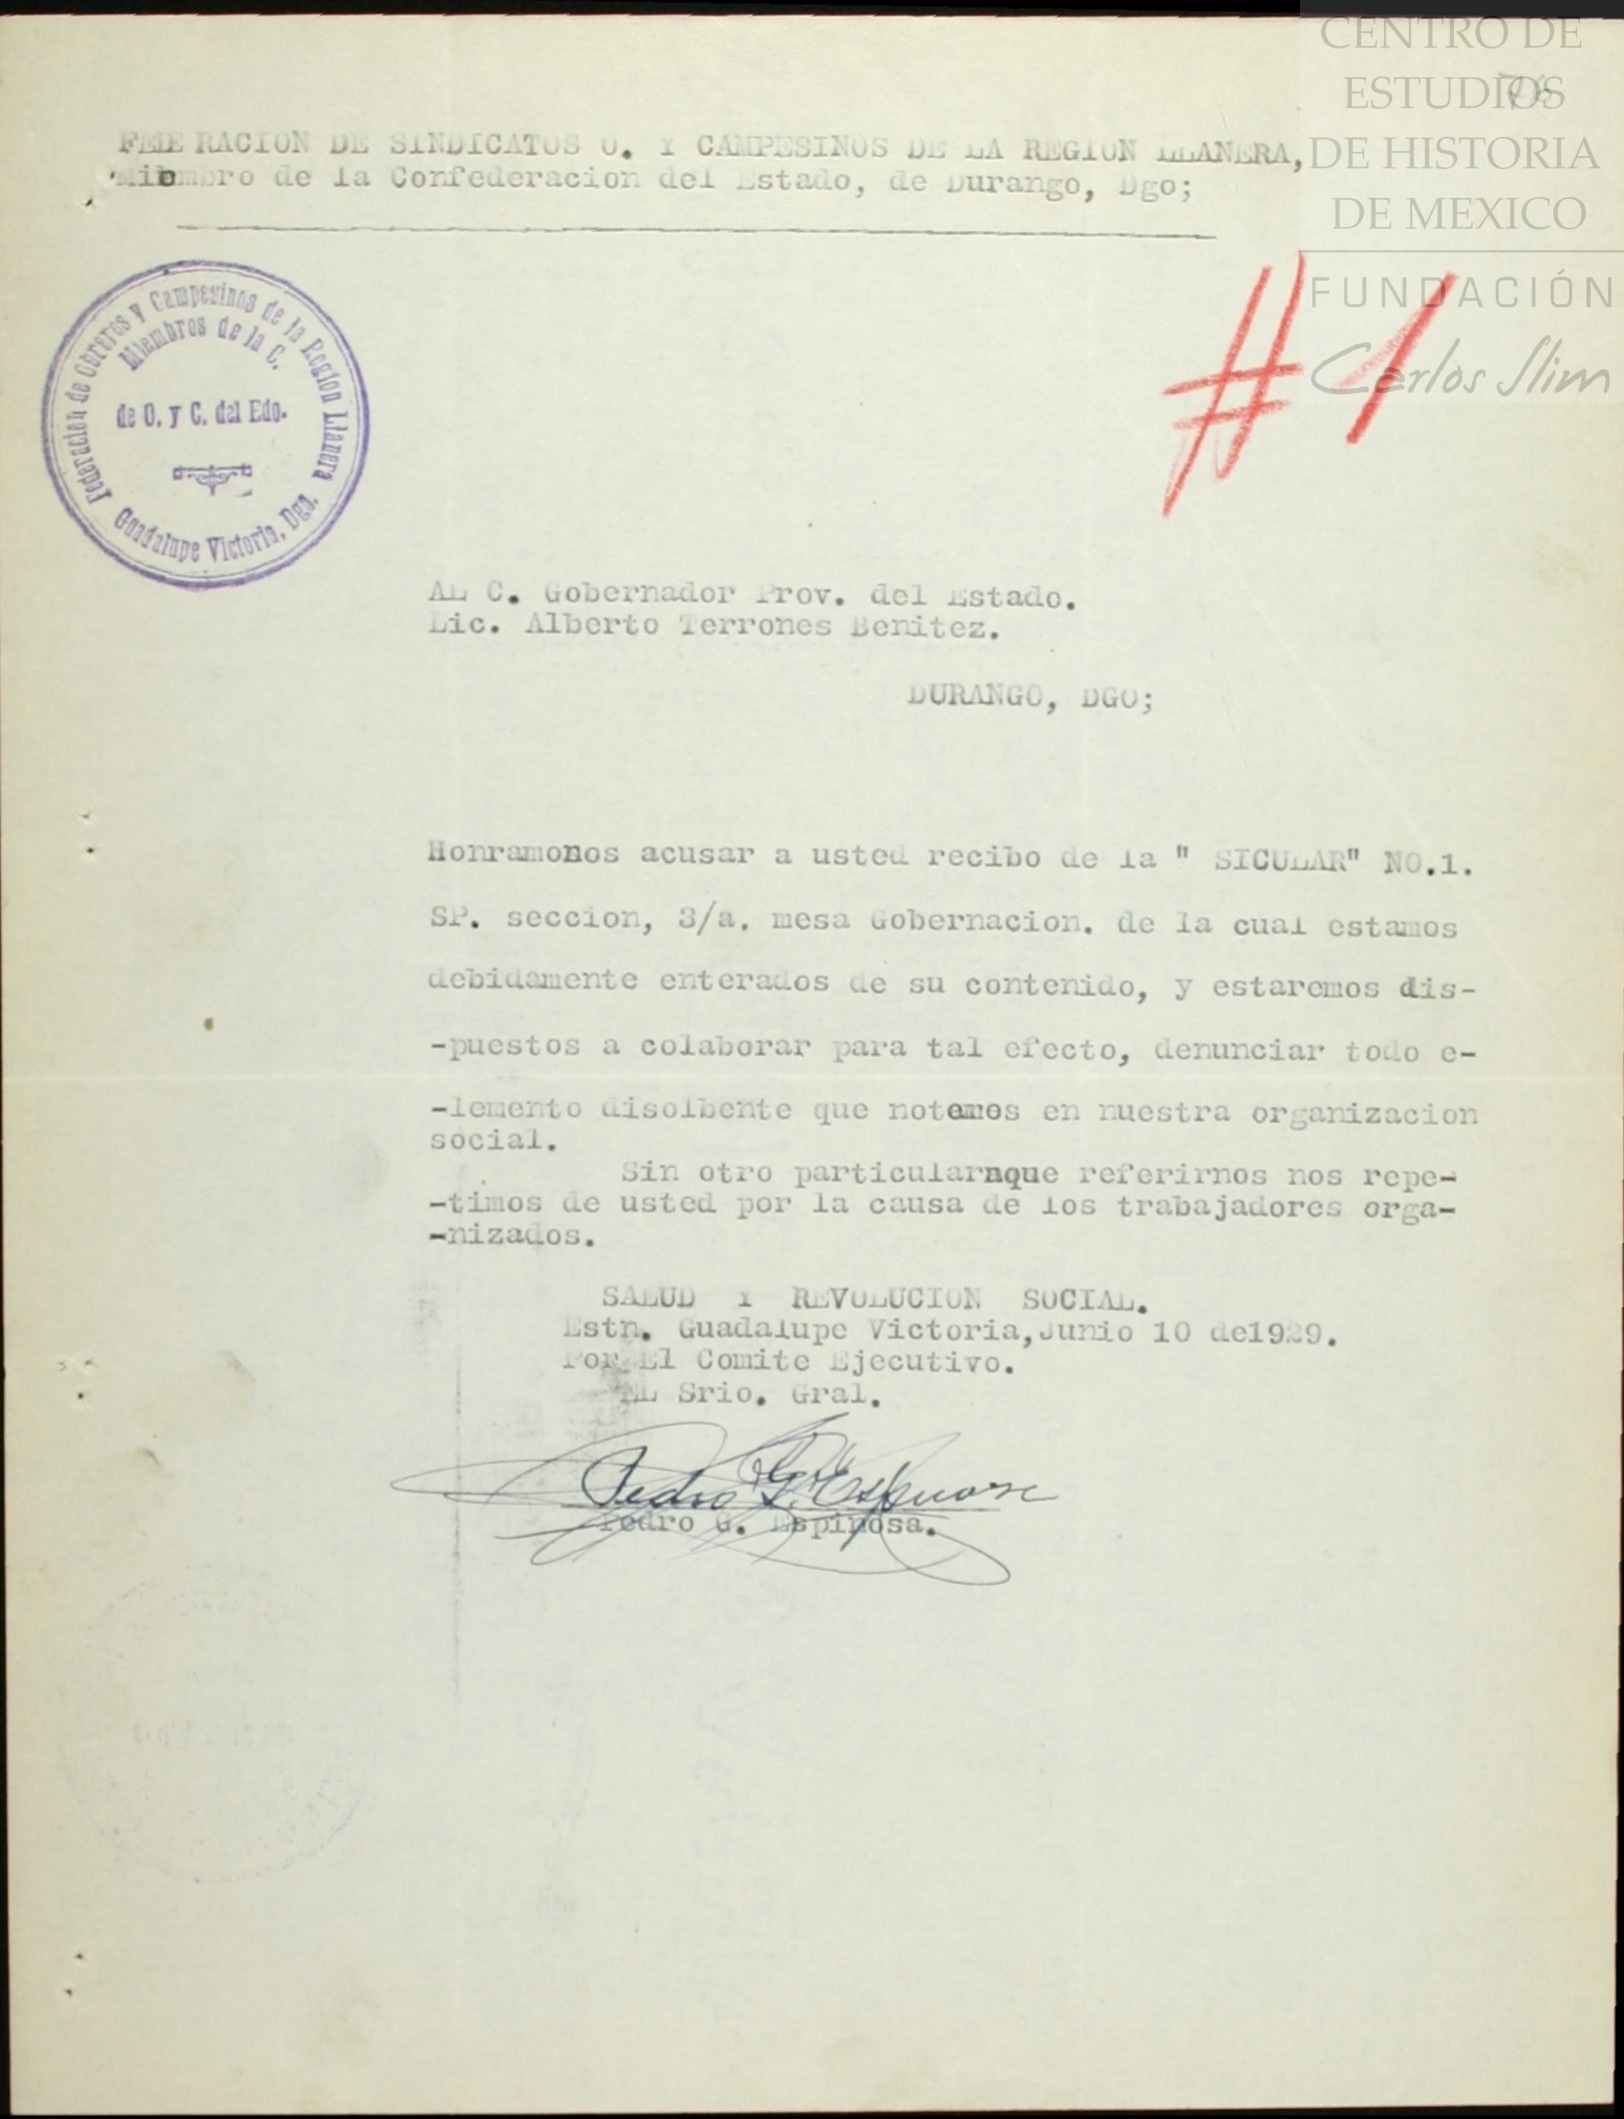 CENTRO DE
ESTUDIOS
DE HISTORIA
DE MEXICO
FUNDACIÓN
Carlos Slim
76
FEDERACION DE SINDICATOS O. Y CAMPESINOS DE LA REGION LLANERA,
Miembro de la Confederacion del Estado, de Durango, Dgo;
# 1
Federacion de Obreros y Campesinos de la Region Llanera
Miembros de la C.
de O. y C. del Edo.
Guadalupe Victoria, Dgo.
AL C. Gobernador Prov. del Estado.
Lic. Alberto Terrones Benitez.
DURANGO, DGO;
Honramonos acusar a usted recibo de la " SICULAR" NO.1.
SP. seccion, 3/a. mesa Gobernacion. de la cual estamos
debidamente enterados de su contenido, y estaremos dis-
-puestos a colaborar para tal efecto, denunciar todo e-
-lemento disolbente que notemos en nuestra organizacion
social.
Sin otro particularnque referirnos nos repe-
-timos de usted por la causa de los trabajadores orga-
-nizados.
SALUD Y REVOLUCION SOCIAL.
Estn. Guadalupe Victoria,Junio 10 de1929.
Por El Comite Ejecutivo.
EL Srio. Gral.
Pedro G. Espinosa
Pedro G. Espinosa.